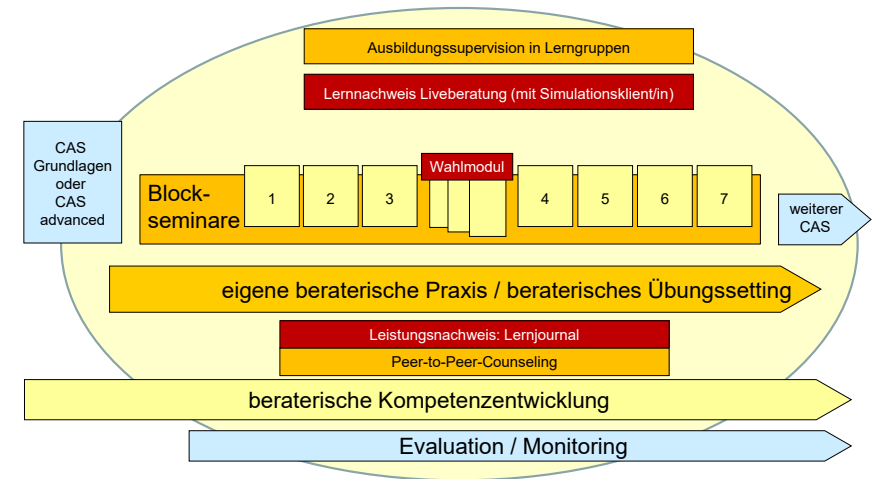 Ausbildungssupervision in Lerngruppen
Lernnachweis Liveberatung (mit Simulationsklient/in)
CAS
Grundlagen
oder
CAS
advanced
Block-
seminare
1
2
3
Wahlmodul
4
5
6
7
weiterer
CAS
eigene beraterische Praxis / beraterisches Übungssetting
Leistungsnachweis: Lernjournal
Peer-to-Peer-Counseling
beraterische Kompetenzentwicklung
Evaluation / Monitoring